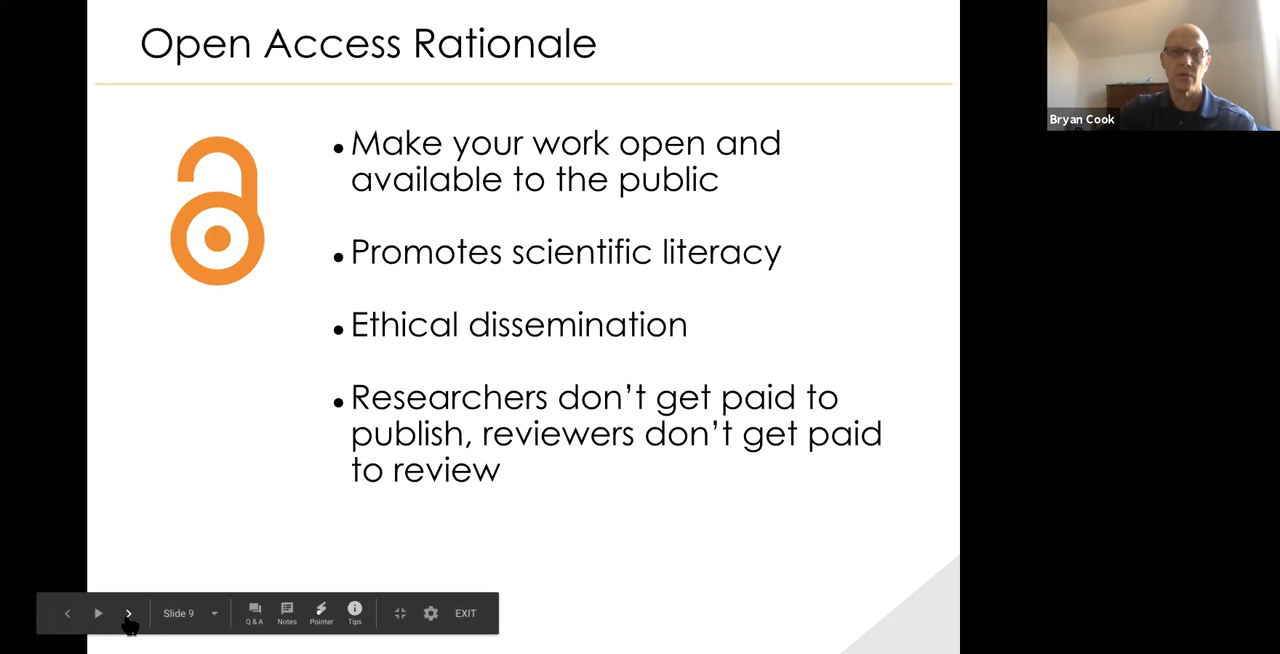 Open Access Rationale
Bryan Cook
• Make your work open and
available to the public
• Promotes scientific literacy
• Ethical dissemination
• Researchers don’t get paid to
publish, reviewers don’t get paid
to review
Slide 9
Q & A
Notes
Pointer
Tips
EXIT